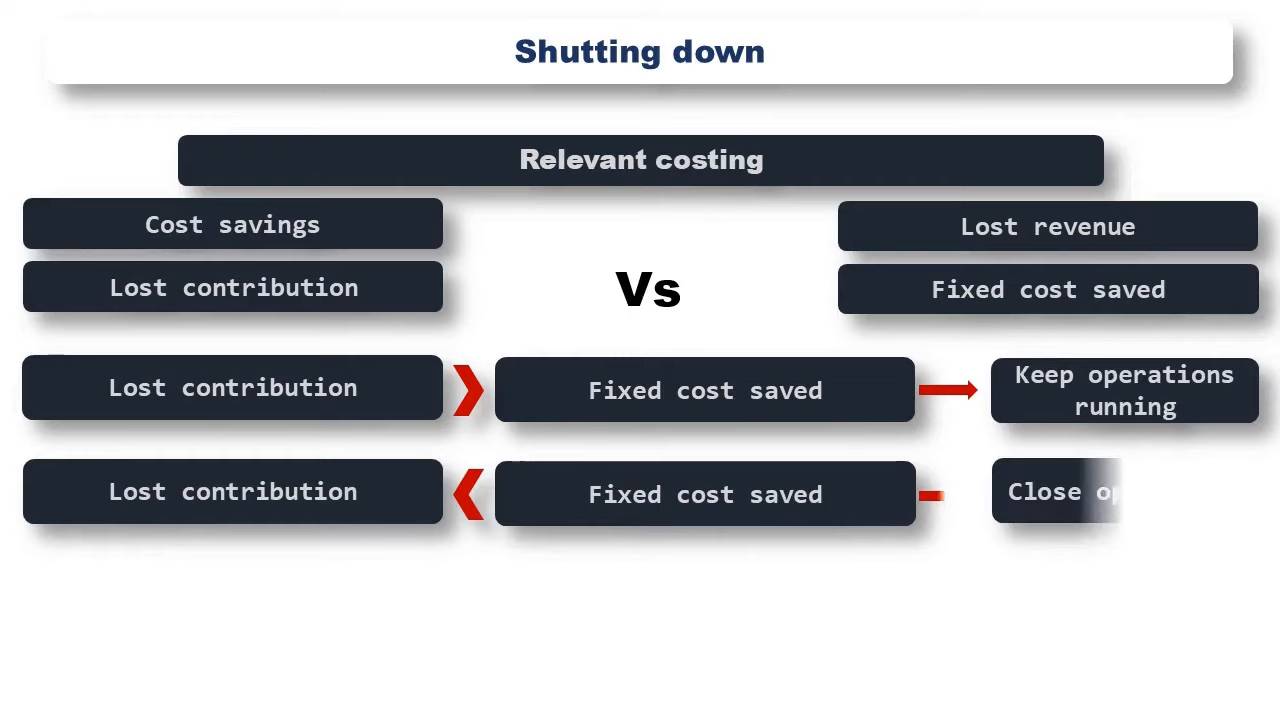 Shutting down
Relevant costing
Cost savings
Lost revenue
Lost contribution
Vs
Fixed cost saved
Lost contribution
Fixed cost saved
Keep operations
running
Lost contribution
Fixed cost saved
Close